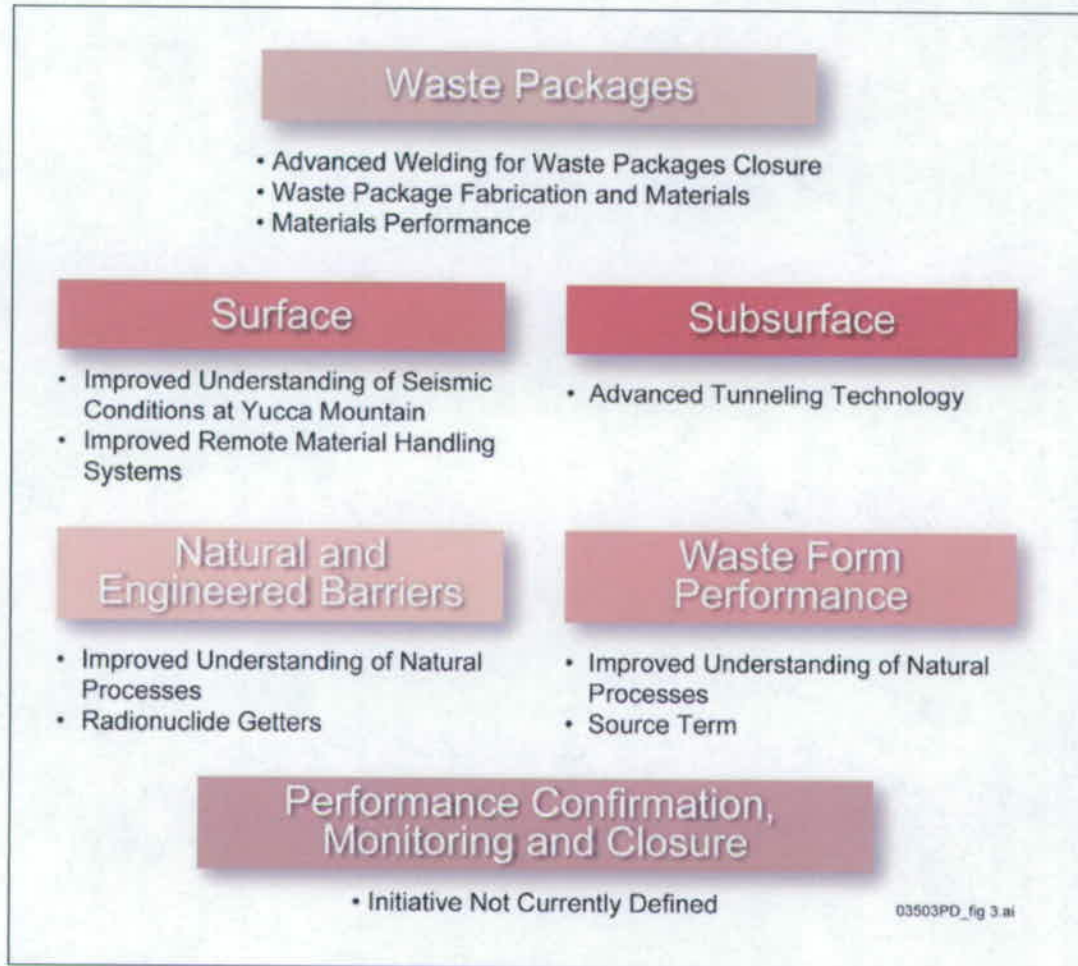 Waste Packages
• Advanced Welding for Waste Packages Closure
• Waste Package Fabrication and Materials
• Materials Performance
Surface
• Improved Understanding of Seismic
Conditions at Yucca Mountain
• Improved Remote Material Handling
Systems
Subsurface
• Advanced Tunneling Technology
Natural and
Engineered Barriers
• Improved Understanding of Natural
Processes
• Radionuclide Getters
Waste Form
Performance
• Improved Understanding of Natural
Processes
• Source Term
Performance Confirmation,
Monitoring and Closure
• Initiative Not Currently Defined
03503PD_fig 3.ai